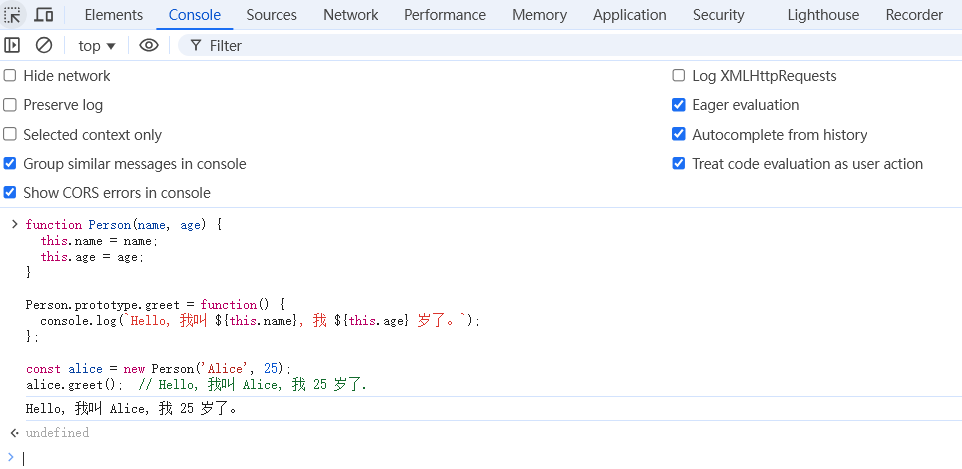 Elements Console Sources Network Performance Memory Application Security Lighthouse Recorder
top Filter
Hide network Log XMLHttpRequests
Preserve log Eager evaluation
Selected context only Autocomplete from history
Group similar messages in console Treat code evaluation as user action
Show CORS errors in console
function Person(name, age) {
  this.name = name;
  this.age = age;
}
Person.prototype.greet = function() {
  console.log(`Hello, 我叫 ${this.name}, 我 ${this.age} 岁了。`);
};
const alice = new Person('Alice', 25);
alice.greet();  // Hello, 我叫 Alice, 我 25 岁了.
Hello, 我叫 Alice, 我 25 岁了。
undefined